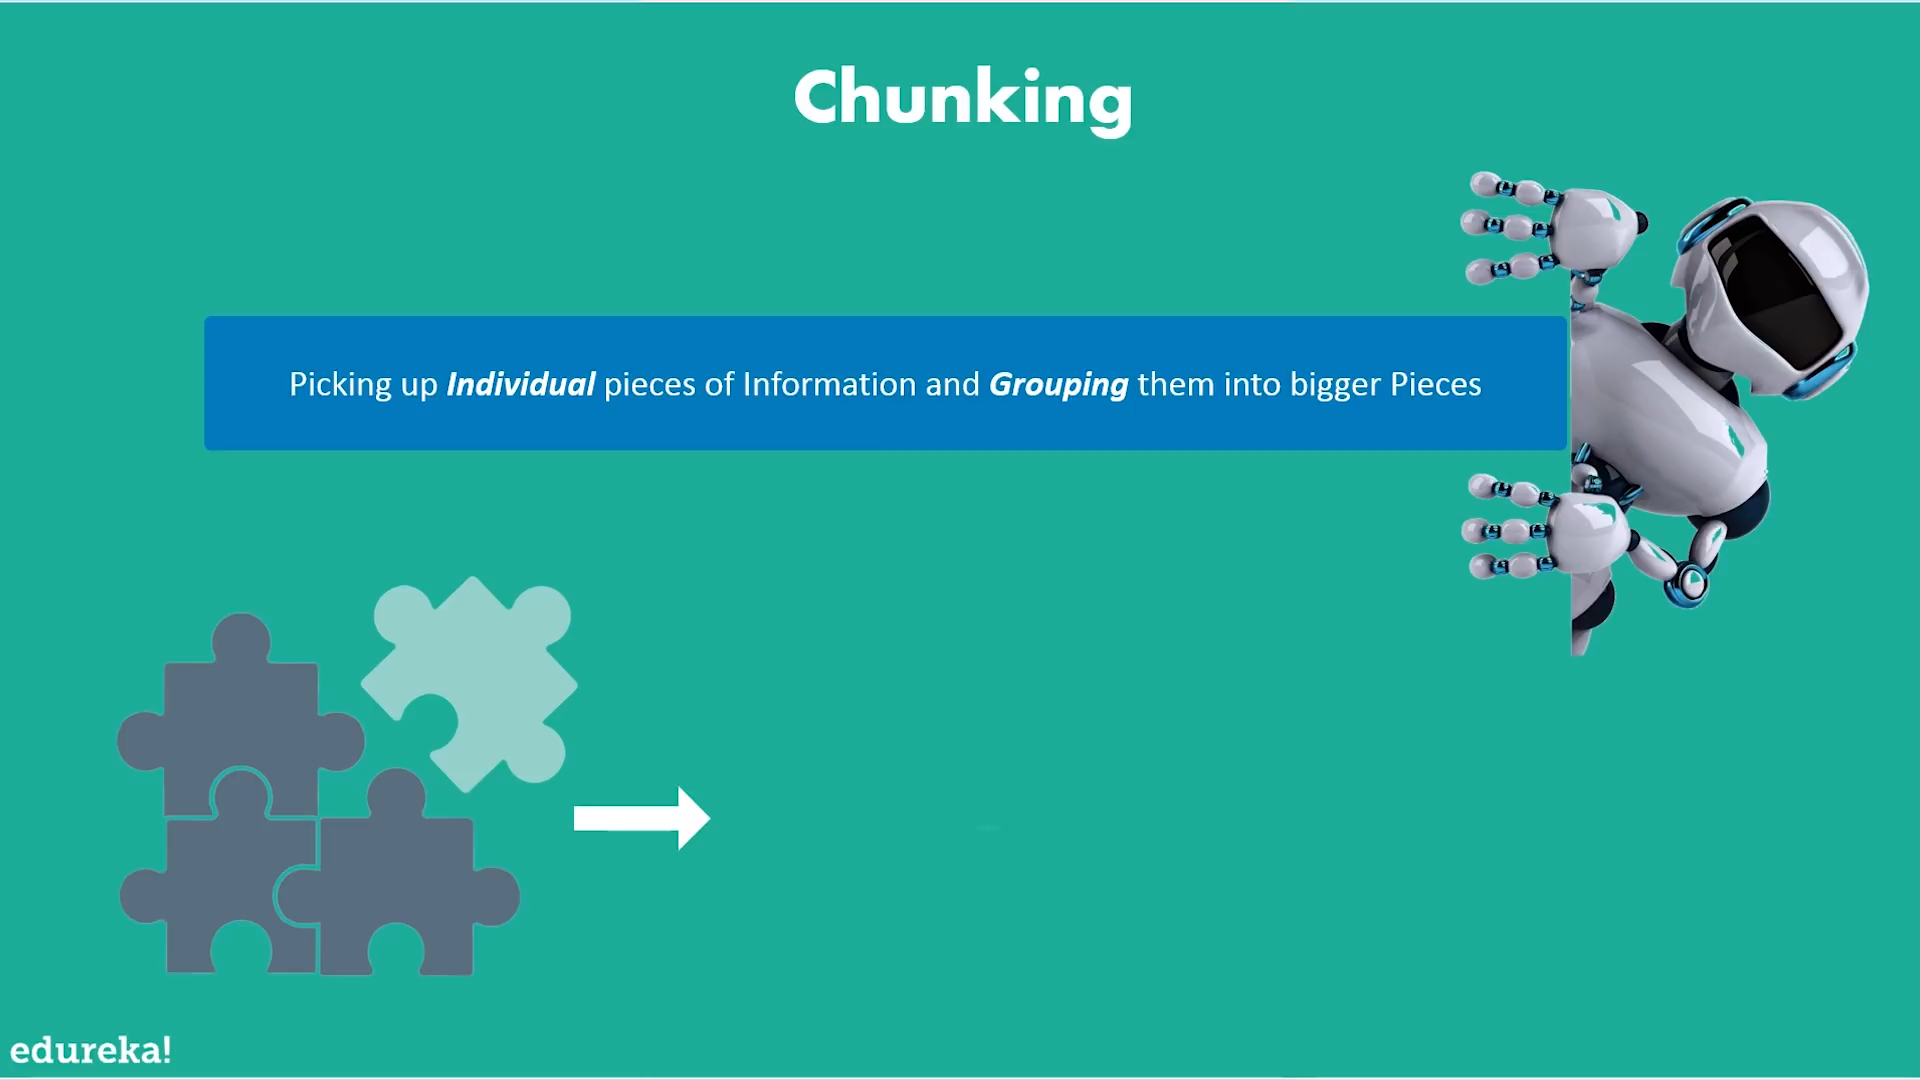 Chunking
Picking up Individual pieces of Information and Grouping them into bigger Pieces
edureka!